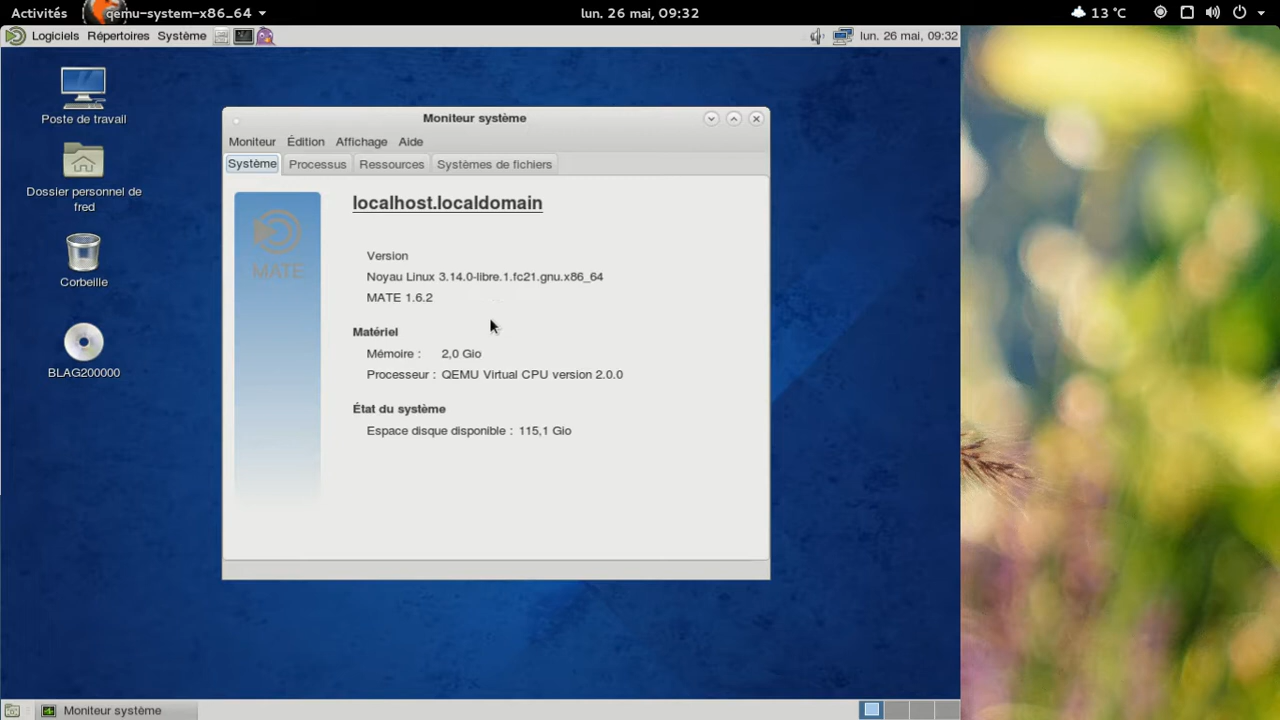 Activités qemu-system-x86_64 lun. 26 mai, 09:32 13 °C
Logiciels Répertoires Système lun. 26 mai, 09:32
Poste de travail
Dossier personnel de
fred
Corbeille
BLAG200000
Moniteur système
Moniteur Édition Affichage Aide
Système Processus Ressources Systèmes de fichiers
MATE
localhost.localdomain
Version
Noyau Linux 3.14.0-libre.1.fc21.gnu.x86_64
MATE 1.6.2
Matériel
Mémoire : 2,0 Gio
Processeur : QEMU Virtual CPU version 2.0.0
État du système
Espace disque disponible : 115,1 Gio
Moniteur système